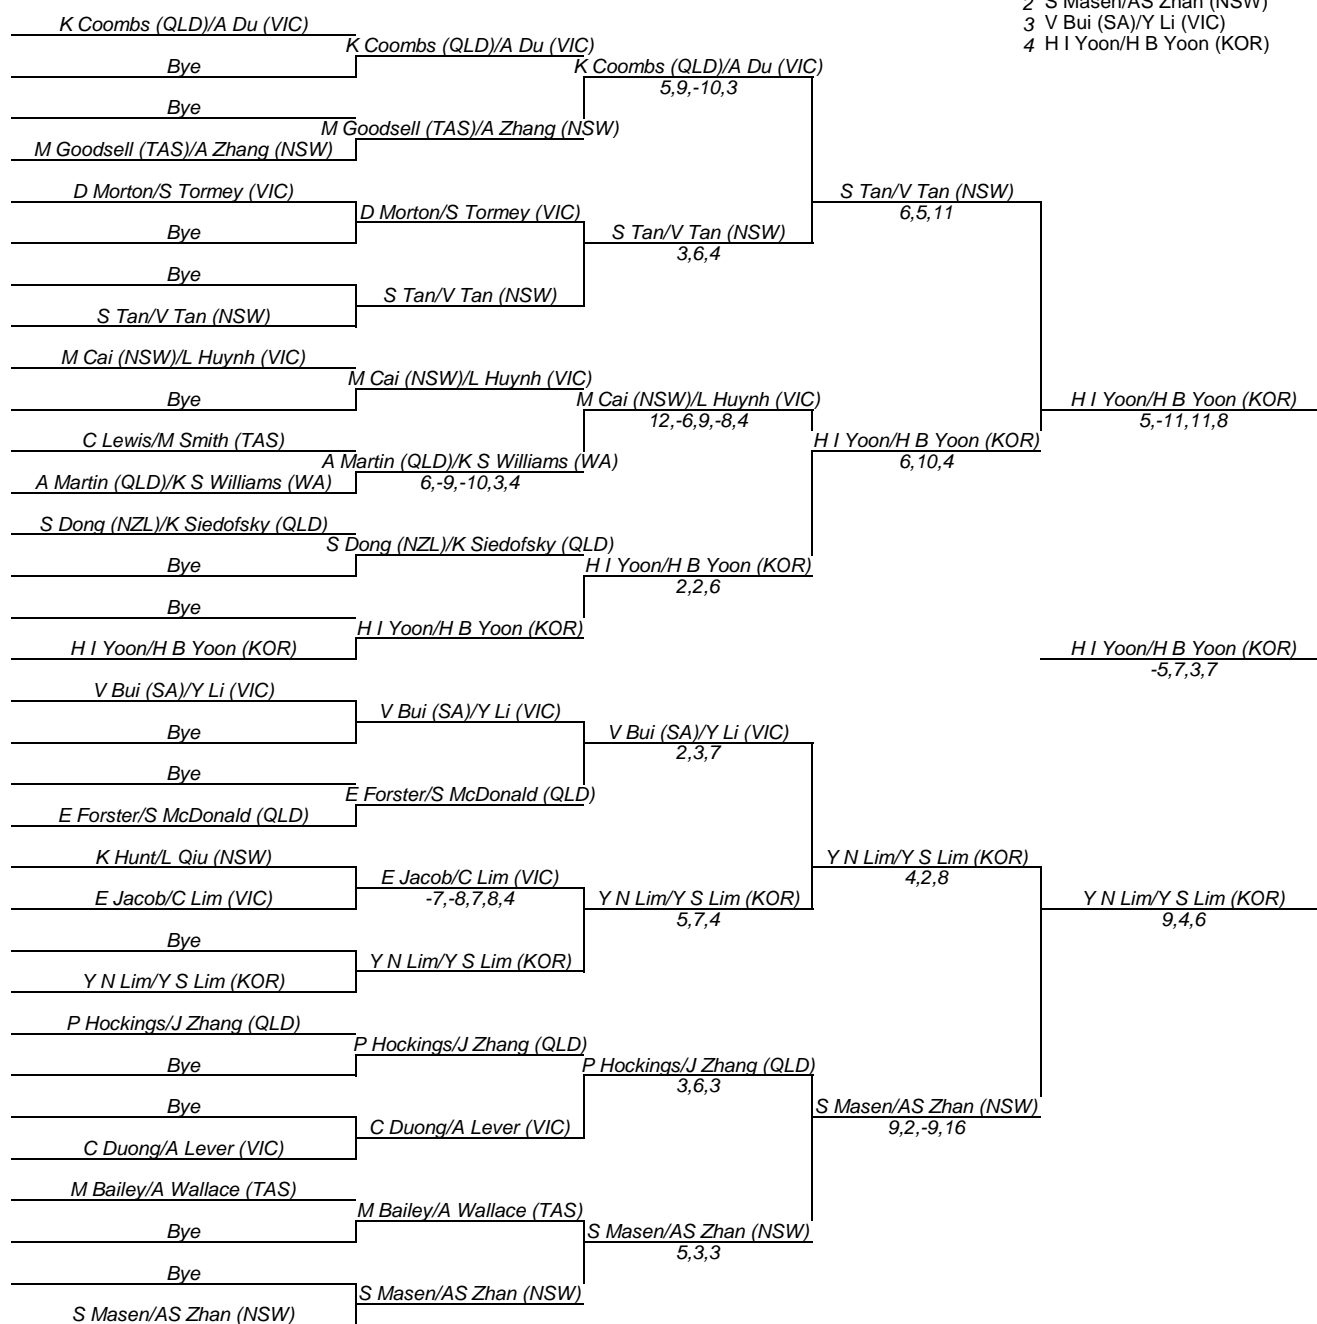 2 S Masen/AS Zhan (NSW)
3 V Bui (SA)/Y Li (VIC)
4 H I Yoon/H B Yoon (KOR)
K Coombs (QLD)/A Du (VIC)
K Coombs (QLD)/A Du (VIC)
Bye
K Coombs (QLD)/A Du (VIC)
5,9,-10,3
Bye
M Goodsell (TAS)/A Zhang (NSW)
M Goodsell (TAS)/A Zhang (NSW)
D Morton/S Tormey (VIC)
S Tan/V Tan (NSW)
6,5,11
D Morton/S Tormey (VIC)
Bye
S Tan/V Tan (NSW)
3,6,4
Bye
S Tan/V Tan (NSW)
S Tan/V Tan (NSW)
M Cai (NSW)/L Huynh (VIC)
M Cai (NSW)/L Huynh (VIC)
Bye
M Cai (NSW)/L Huynh (VIC)
12,-6,9,-8,4
H I Yoon/H B Yoon (KOR)
5,-11,11,8
C Lewis/M Smith (TAS)
H I Yoon/H B Yoon (KOR)
6,10,4
A Martin (QLD)/K S Williams (WA)
6,-9,-10,3,4
A Martin (QLD)/K S Williams (WA)
S Dong (NZL)/K Siedofsky (QLD)
S Dong (NZL)/K Siedofsky (QLD)
Bye
H I Yoon/H B Yoon (KOR)
2,2,6
Bye
H I Yoon/H B Yoon (KOR)
H I Yoon/H B Yoon (KOR)
H I Yoon/H B Yoon (KOR)
-5,7,3,7
V Bui (SA)/Y Li (VIC)
V Bui (SA)/Y Li (VIC)
Bye
V Bui (SA)/Y Li (VIC)
2,3,7
Bye
E Forster/S McDonald (QLD)
E Forster/S McDonald (QLD)
K Hunt/L Qiu (NSW)
Y N Lim/Y S Lim (KOR)
4,2,8
E Jacob/C Lim (VIC)
-7,-8,7,8,4
E Jacob/C Lim (VIC)
Y N Lim/Y S Lim (KOR)
5,7,4
Y N Lim/Y S Lim (KOR)
9,4,6
Bye
Y N Lim/Y S Lim (KOR)
Y N Lim/Y S Lim (KOR)
P Hockings/J Zhang (QLD)
P Hockings/J Zhang (QLD)
Bye
P Hockings/J Zhang (QLD)
3,6,3
Bye
S Masen/AS Zhan (NSW)
9,2,-9,16
C Duong/A Lever (VIC)
C Duong/A Lever (VIC)
M Bailey/A Wallace (TAS)
M Bailey/A Wallace (TAS)
Bye
S Masen/AS Zhan (NSW)
5,3,3
Bye
S Masen/AS Zhan (NSW)
S Masen/AS Zhan (NSW)